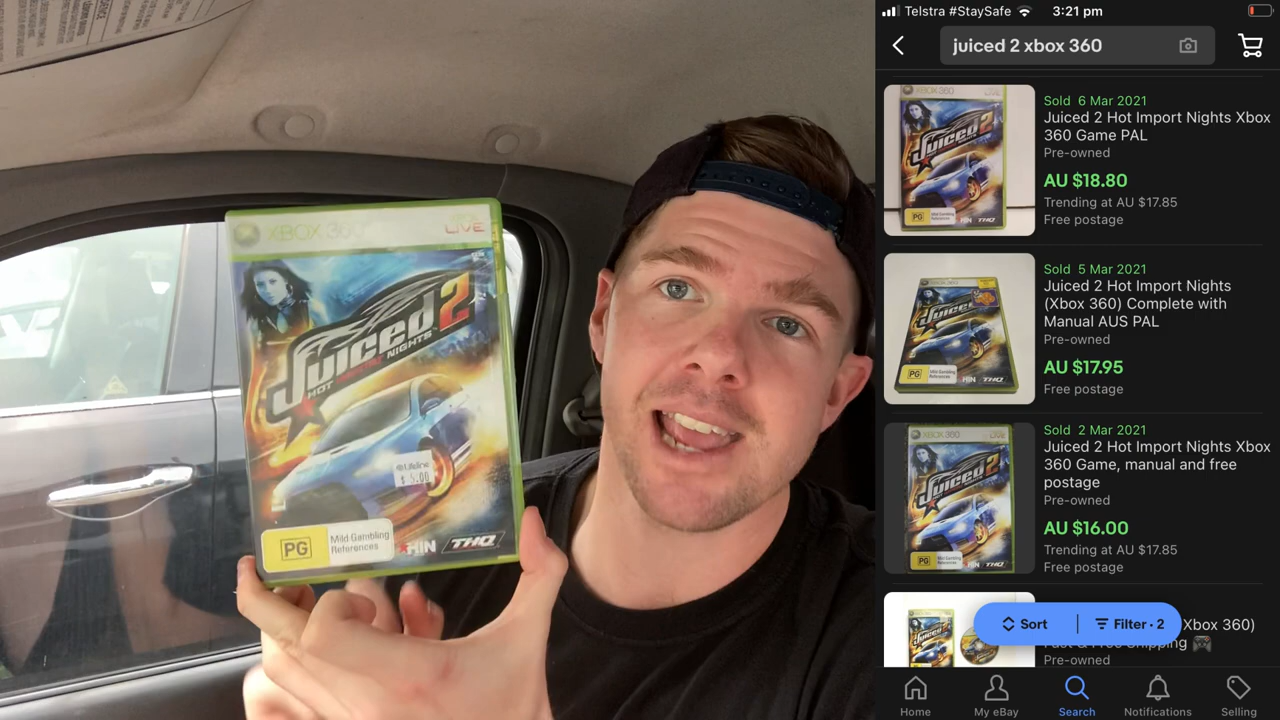 XBOX 360
LIVE
Juiced 2
HOT IMPORT NIGHTS
Lifeline
$ 5.00
PG
Mild Gambling
References
HIN
THQ
Telstra #StaySafe
3:21 pm
juiced 2 xbox 360
Sold 6 Mar 2021
Juiced 2 Hot Import Nights Xbox
360 Game PAL
Pre-owned
AU $18.80
Trending at AU $17.85
Free postage
Sold 5 Mar 2021
Juiced 2 Hot Import Nights
(Xbox 360) Complete with
Manual AUS PAL
Pre-owned
AU $17.95
Free postage
Sold 2 Mar 2021
Juiced 2 Hot Import Nights Xbox
360 Game, manual and free
postage
Pre-owned
AU $16.00
Trending at AU $17.85
Free postage
Sort
Filter · 2
Xbox 360)
Shipping 🎮
Pre-owned
Home
My eBay
Search
Notifications
Selling